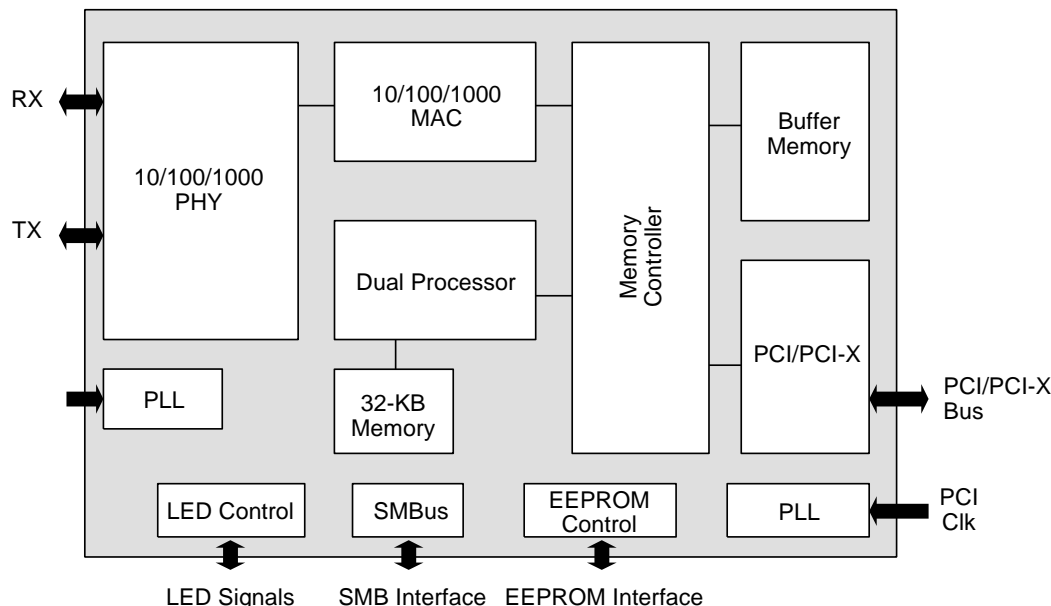 RX
TX
10/100/1000
PHY
10/100/1000
MAC
Dual Processor
32-KB
Memory
Memory
Controller
Buffer
Memory
PCI/PCI-X
PCI/PCI-X
Bus
PLL
LED Control
SMBus
EEPROM
Control
PLL
PCI
Clk
LED Signals
SMB Interface
EEPROM Interface